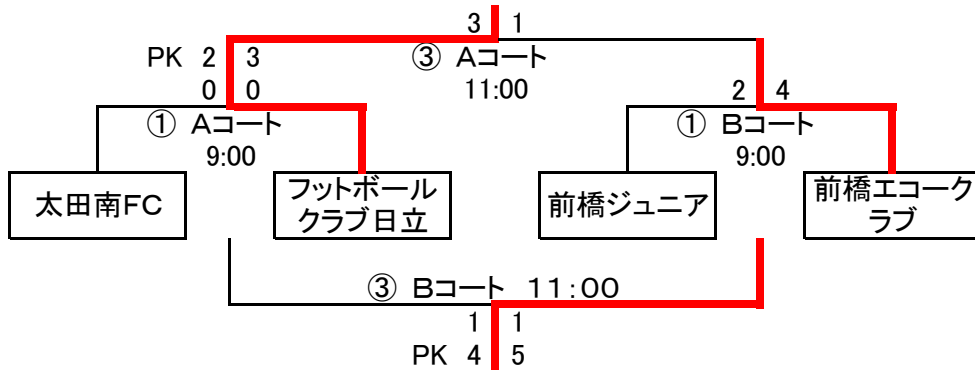 3 1
PK 2 3
③ Aコート
11:00
0 0
2 4
① Aコート
9:00
① Bコート
9:00
太田南FC
フットボール
クラブ日立
前橋ジュニア
前橋エコーク
ラブ
③ Bコート 11:00
1 1
PK 4 5